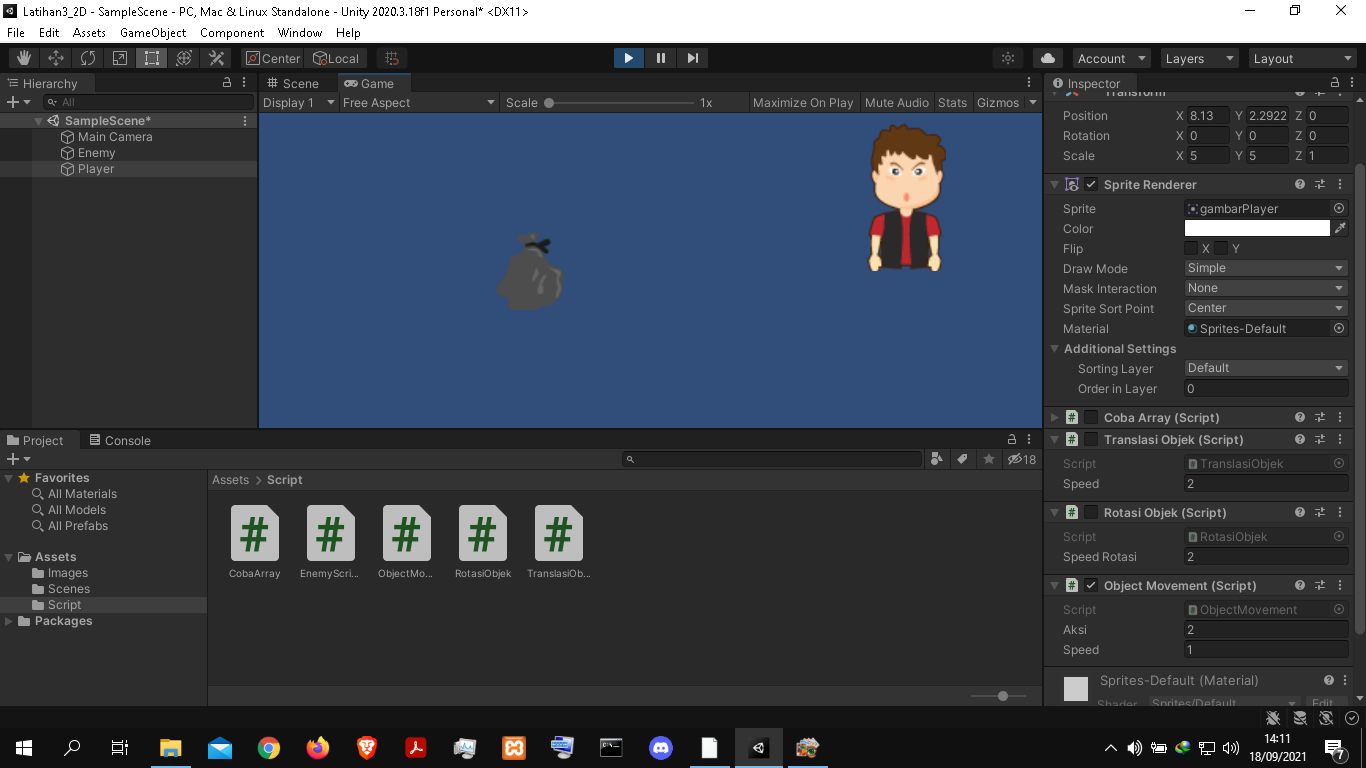 Latihan3_2D - SampleScene - PC, Mac & Linux Standalone - Unity 2020.3.18f1 Personal* <DX11>
File Edit Assets GameObject Component Window Help
Center Local Account Layers Layout
Hierarchy
All
SampleScene*
Main Camera
Enemy
Player
Scene Game
Display 1 Free Aspect Scale 1x Maximize On Play Mute Audio Stats Gizmos
Inspector
Transform
Position X 8.13 Y 2.2922 Z 0
Rotation X 0 Y 0 Z 0
Scale X 5 Y 5 Z 1
Sprite Renderer
Sprite gambarPlayer
Color
Flip X Y
Draw Mode Simple
Mask Interaction None
Sprite Sort Point Center
Material Sprites-Default
Additional Settings
Sorting Layer Default
Order in Layer 0
# Coba Array (Script)
# Translasi Objek (Script)
Script TranslasiObjek
Speed 2
# Rotasi Objek (Script)
Script RotasiObjek
Speed Rotasi 2
# Object Movement (Script)
Script ObjectMovement
Aksi 2
Speed 1
Sprites-Default (Material)
Shader Sprites/Default Edit
Project Console
18
Favorites
All Materials
All Models
All Prefabs
Assets
Images
Scenes
Script
Packages
Assets > Script
# # # # #
CobaArray EnemyScri... ObjectMo... RotasiObjek TranslasiOb...
14:11
18/09/2021
7